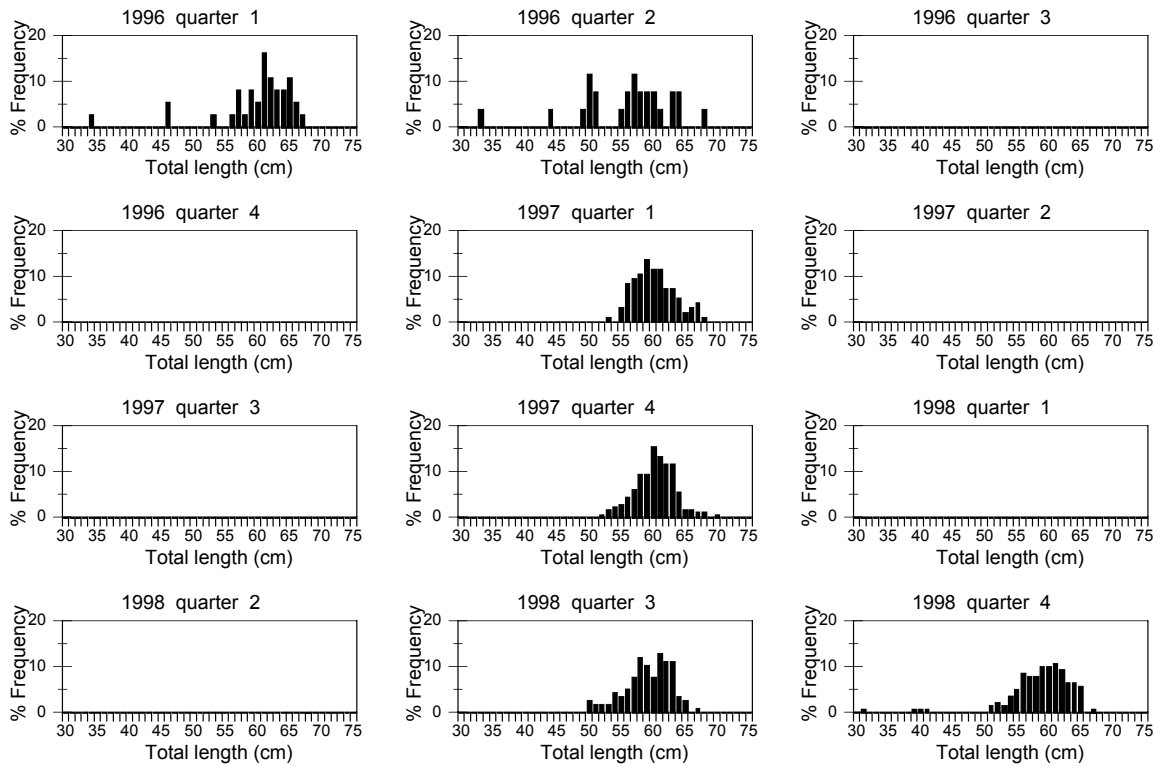 1996 quarter 1
% Frequency
20
10
0
30 35 40 45 50 55 60 65 70 75
Total length (cm)
1996 quarter 2
% Frequency
20
10
0
30 35 40 45 50 55 60 65 70 75
Total length (cm)
1996 quarter 3
% Frequency
20
10
0
30 35 40 45 50 55 60 65 70 75
Total length (cm)
1996 quarter 4
% Frequency
20
10
0
30 35 40 45 50 55 60 65 70 75
Total length (cm)
1997 quarter 1
% Frequency
20
10
0
30 35 40 45 50 55 60 65 70 75
Total length (cm)
1997 quarter 2
% Frequency
20
10
0
30 35 40 45 50 55 60 65 70 75
Total length (cm)
1997 quarter 3
% Frequency
20
10
0
30 35 40 45 50 55 60 65 70 75
Total length (cm)
1997 quarter 4
% Frequency
20
10
0
30 35 40 45 50 55 60 65 70 75
Total length (cm)
1998 quarter 1
% Frequency
20
10
0
30 35 40 45 50 55 60 65 70 75
Total length (cm)
1998 quarter 2
% Frequency
20
10
0
30 35 40 45 50 55 60 65 70 75
Total length (cm)
1998 quarter 3
% Frequency
20
10
0
30 35 40 45 50 55 60 65 70 75
Total length (cm)
1998 quarter 4
% Frequency
20
10
0
30 35 40 45 50 55 60 65 70 75
Total length (cm)